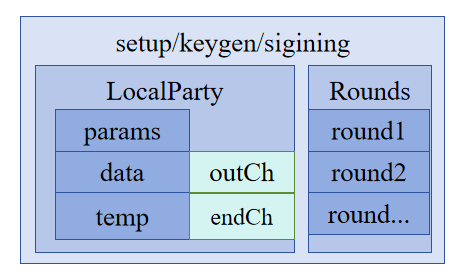 setup/keygen/sigining
LocalParty
params
data
outCh
temp
endCh
Rounds
round1
round2
round...